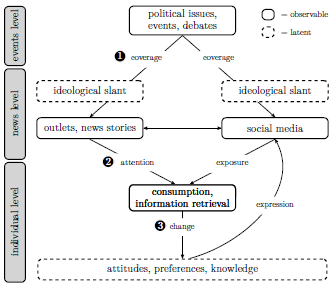 events level
political issues,
events, debates
– observable
– latent
❶ coverage
coverage
news level
ideological slant
ideological slant
outlets, news stories
social media
❷ attention
exposure
individual level
consumption,
information retrieval
❸ change
expression
attitudes, preferences, knowledge